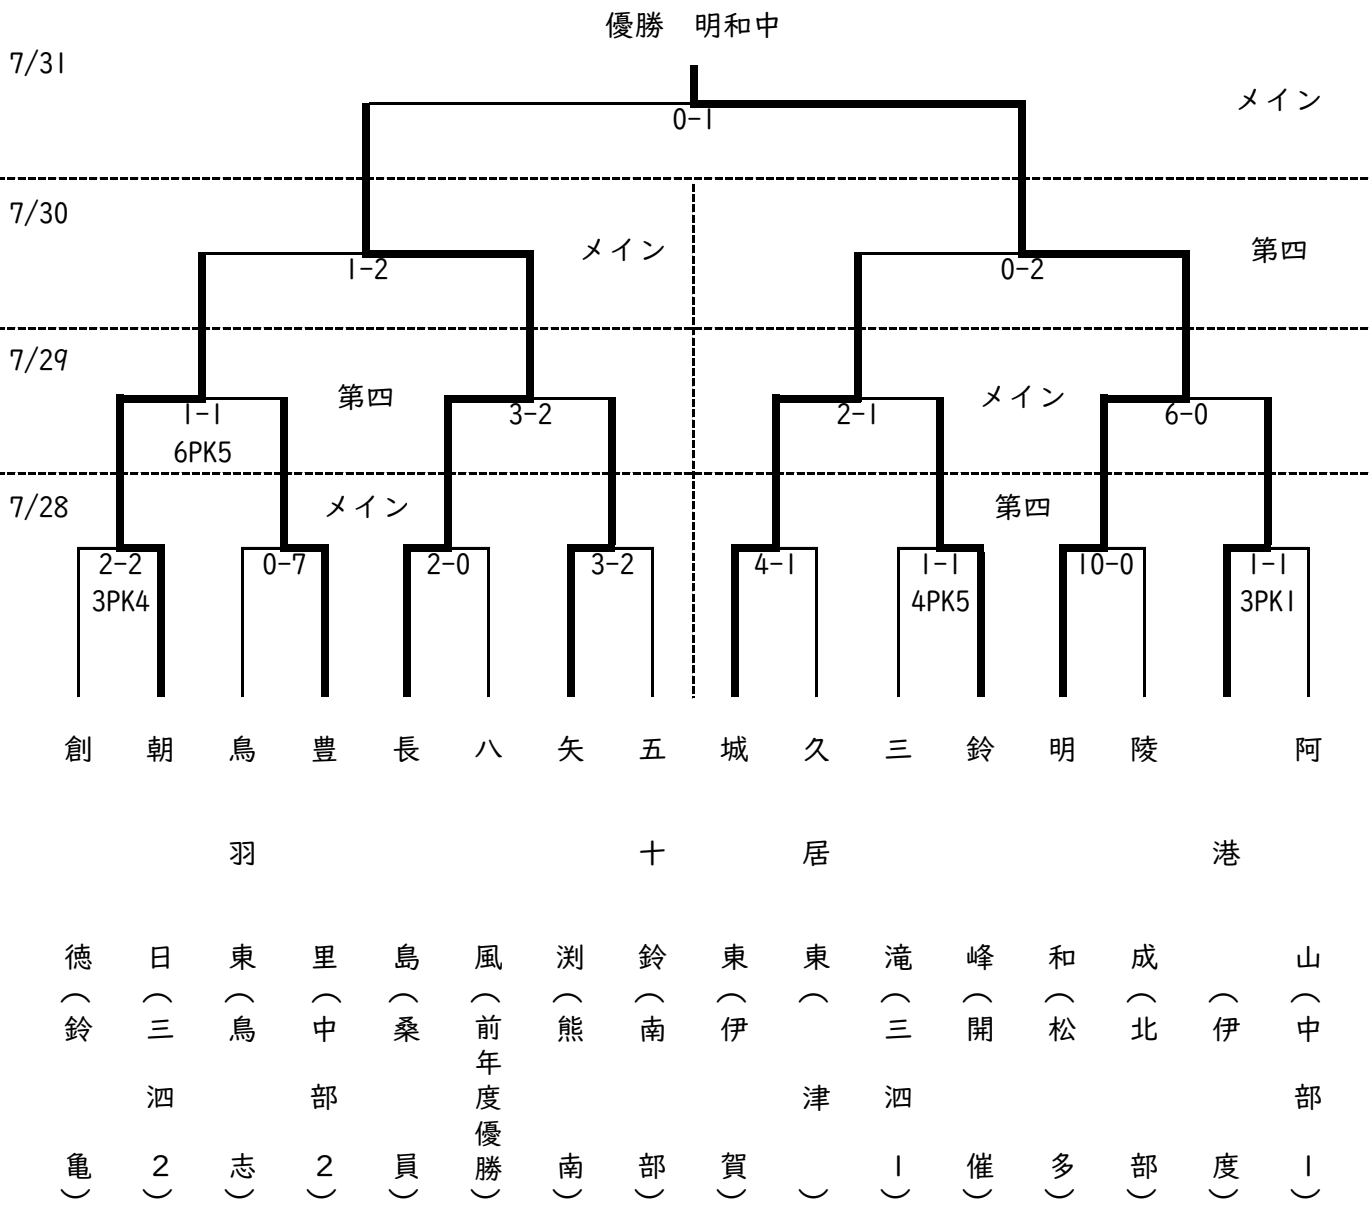 優勝　明和中
7/31
メイン
0-1
7/30
メイン
第四
1-2
0-2
7/29
第四
メイン
1-1
3-2
2-1
6-0
6PK5
7/28
メイン
第四
2-2
0-7
2-0
3-2
4-1
1-1
10-0
1-1
3PK4
4PK5
3PK1
創徳(鈴亀)
朝日(三泗2)
鳥羽東(鳥志)
豊里(中部2)
長島(桑員)
八風(前年度優勝)
矢渕(熊南)
五十鈴(南部)
城東(伊賀)
久居東(津)
三滝(三泗1)
鈴峰(開催)
明和(松多)
陵成(北部)
港(伊度)
阿山(中部1)